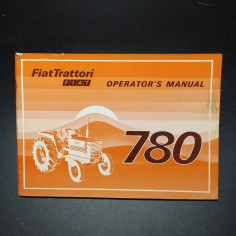 FiatTrattori
FIAT
OPERATOR'S MANUAL
780